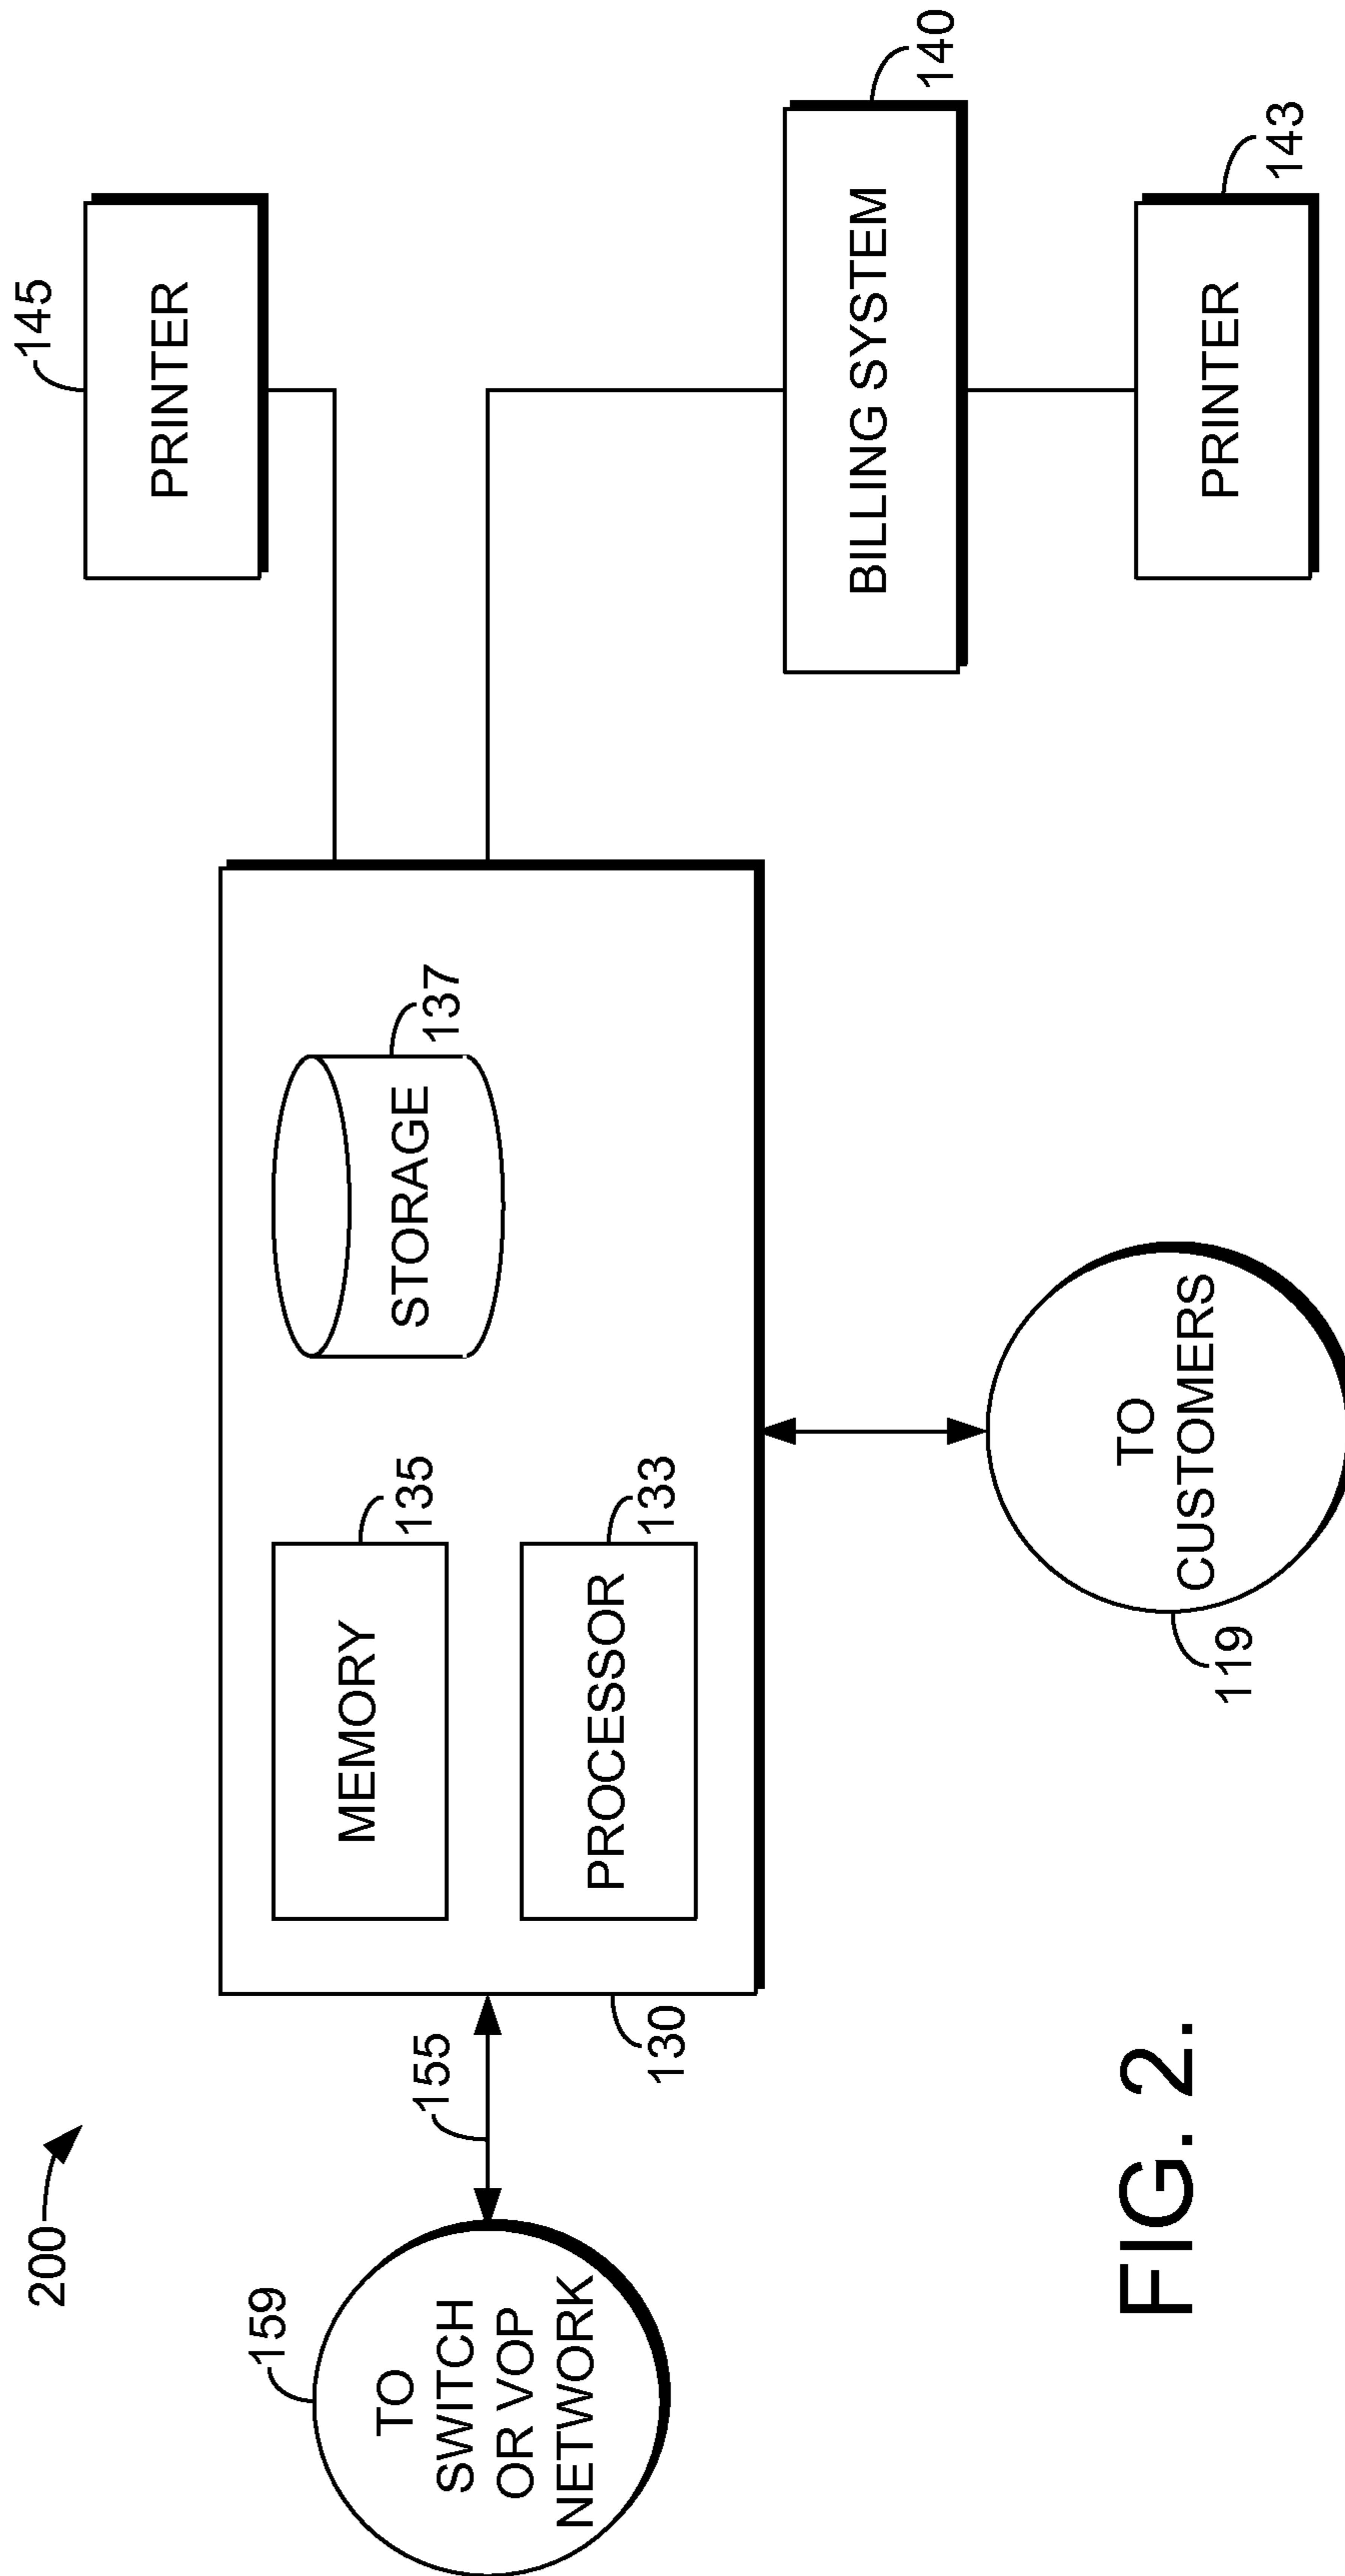 200
159
TO
SWITCH
OR VOP
NETWORK
155
130
MEMORY
135
PROCESSOR
133
STORAGE
137
145
PRINTER
BILLING SYSTEM
140
PRINTER
143
TO
CUSTOMERS
119
FIG. 2.